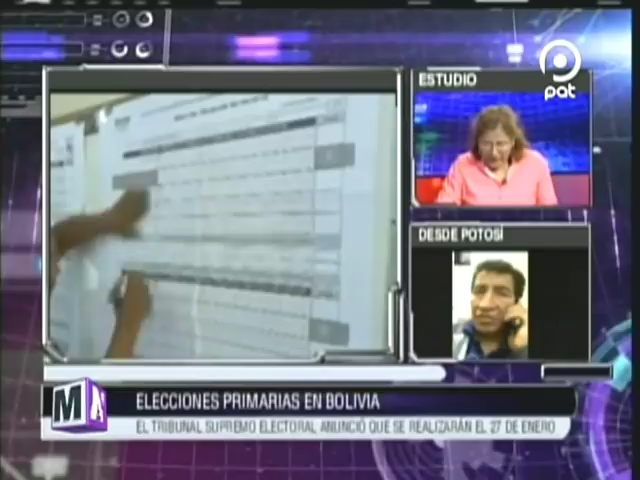 ESTUDIO
pat
DESDE POTOSÍ
MA
ELECCIONES PRIMARIAS EN BOLIVIA
EL TRIBUNAL SUPREMO ELECTORAL ANUNCIÓ QUE SE REALIZARÁN EL 27 DE ENERO